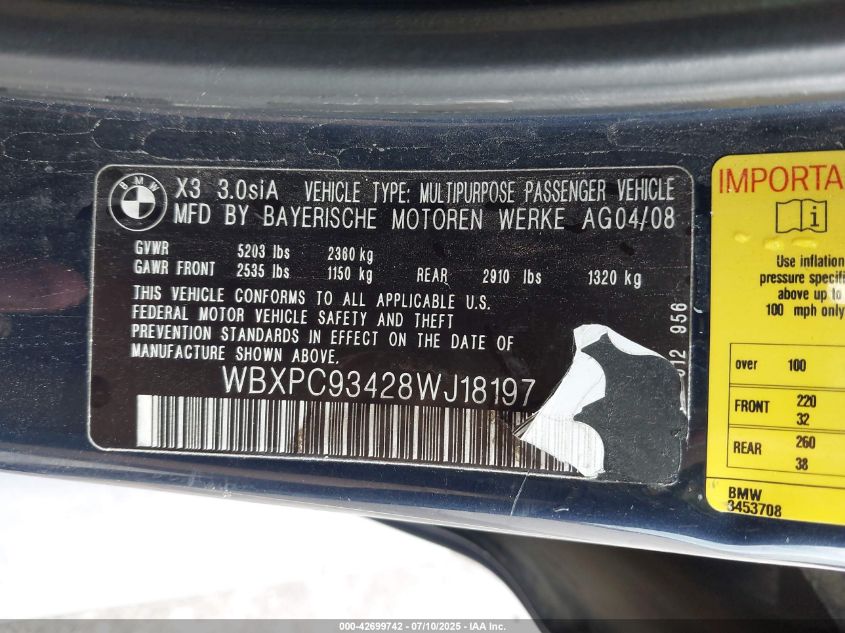 BMW
X3 3.0siA VEHICLE TYPE: MULTIPURPOSE PASSENGER VEHICLE
MFD BY BAYERISCHE MOTOREN WERKE AG04/08
GVWR 5203 lbs 2360 kg
GAWR FRONT 2535 lbs 1150 kg REAR 2910 lbs 1320 kg
THIS VEHICLE CONFORMS TO ALL APPLICABLE U.S.
FEDERAL MOTOR VEHICLE SAFETY AND THEFT
PREVENTION STANDARDS IN EFFECT ON THE DATE OF
MANUFACTURE SHOWN ABOVE.
WBXPC93428WJ18197
956
IMPORTA
i
Use inflation
pressure specifi
above up to
100 mph only
over 100
FRONT 220
32
REAR 260
38
BMW
3453708
000-42699742 - 07/10/2025 - IAA Inc.